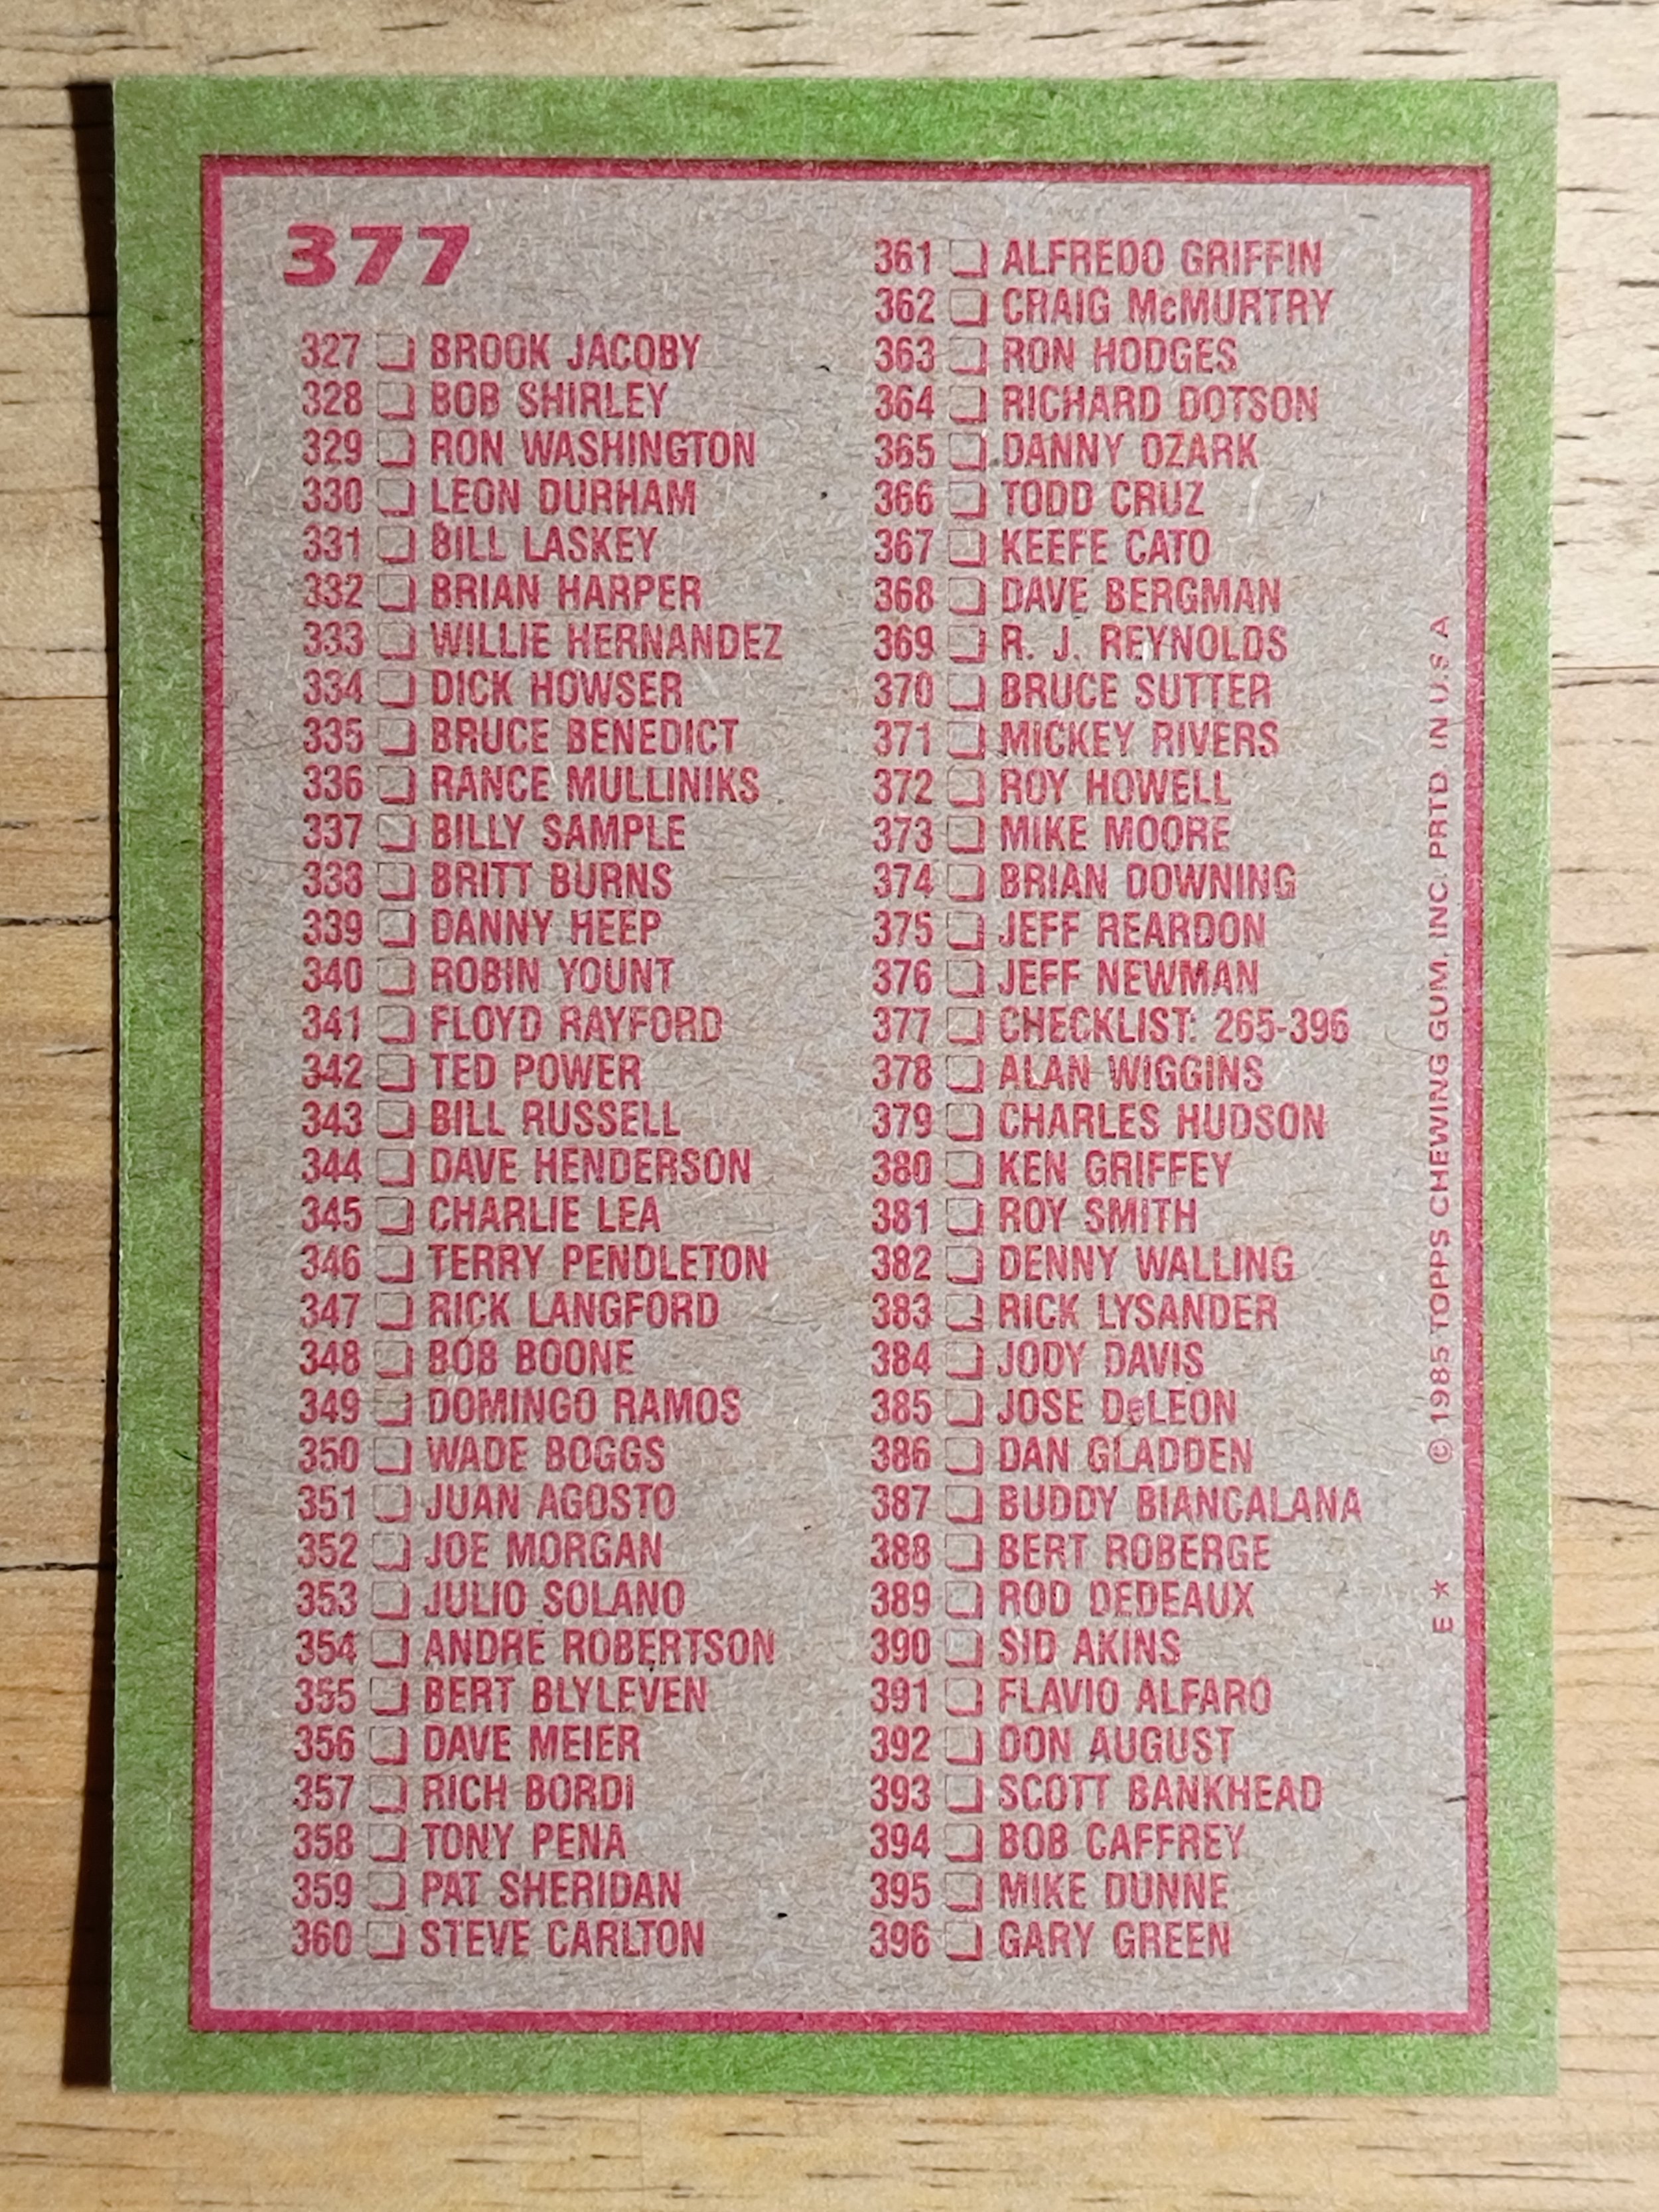 377
327 BROOK JACOBY
328 BOB SHIRLEY
329 RON WASHINGTON
330 LEON DURHAM
331 BILL LASKEY
332 BRIAN HARPER
333 WILLIE HERNANDEZ
334 DICK HOWSER
335 BRUCE BENEDICT
336 RANCE MULLINIKS
337 BILLY SAMPLE
338 BRITT BURNS
339 DANNY HEEP
340 ROBIN YOUNT
341 FLOYD RAYFORD
342 TED POWER
343 BILL RUSSELL
344 DAVE HENDERSON
345 CHARLIE LEA
346 TERRY PENDLETON
347 RICK LANGFORD
348 BOB BOONE
349 DOMINGO RAMOS
350 WADE BOGGS
351 JUAN AGOSTO
352 JOE MORGAN
353 JULIO SOLANO
354 ANDRE ROBERTSON
355 BERT BLYLEVEN
356 DAVE MEIER
357 RICH BORDI
358 TONY PENA
359 PAT SHERIDAN
360 STEVE CARLTON
361 ALFREDO GRIFFIN
362 CRAIG McMURTRY
363 RON HODGES
364 RICHARD DOTSON
365 DANNY OZARK
366 TODD CRUZ
367 KEEFE CATO
368 DAVE BERGMAN
369 R. J. REYNOLDS
370 BRUCE SUTTER
371 MICKEY RIVERS
372 ROY HOWELL
373 MIKE MOORE
374 BRIAN DOWNING
375 JEFF REARDON
376 JEFF NEWMAN
377 CHECKLIST: 265-396
378 ALAN WIGGINS
379 CHARLES HUDSON
380 KEN GRIFFEY
381 ROY SMITH
382 DENNY WALLING
383 RICK LYSANDER
384 JODY DAVIS
385 JOSE DeLEON
386 DAN GLADDEN
387 BUDDY BIANCALANA
388 BERT ROBERGE
389 ROD DEDEAUX
390 SID AKINS
391 FLAVIO ALFARO
392 DON AUGUST
393 SCOTT BANKHEAD
394 BOB CAFFREY
395 MIKE DUNNE
396 GARY GREEN
E * © 1985 TOPPS CHEWING GUM, INC. PRTD. IN U.S.A